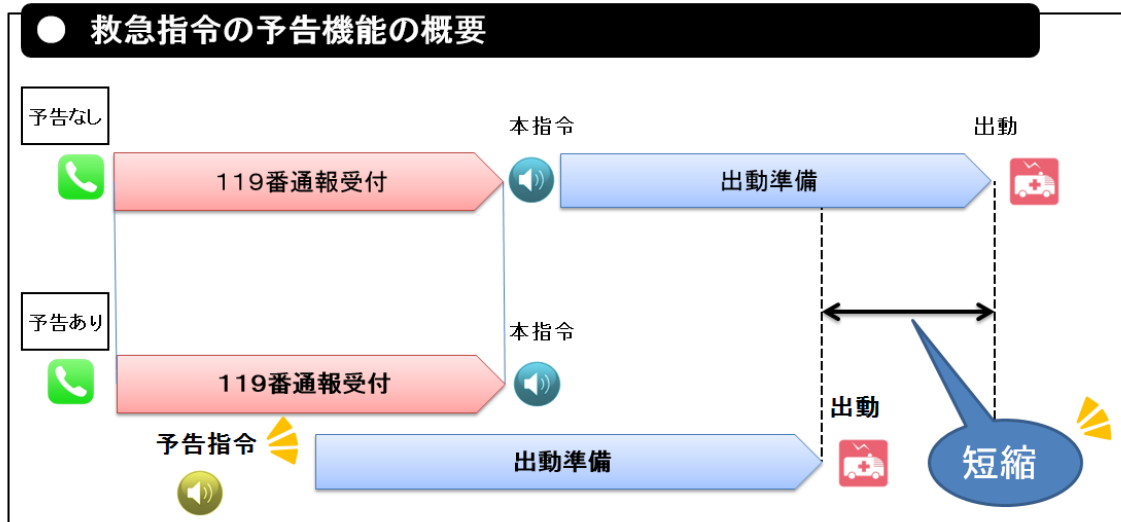 ● 救急指令の予告機能の概要
予告なし
本指令
出動
119番通報受付
出動準備
予告あり
本指令
119番通報受付
出動
予告指令
出動準備
短縮